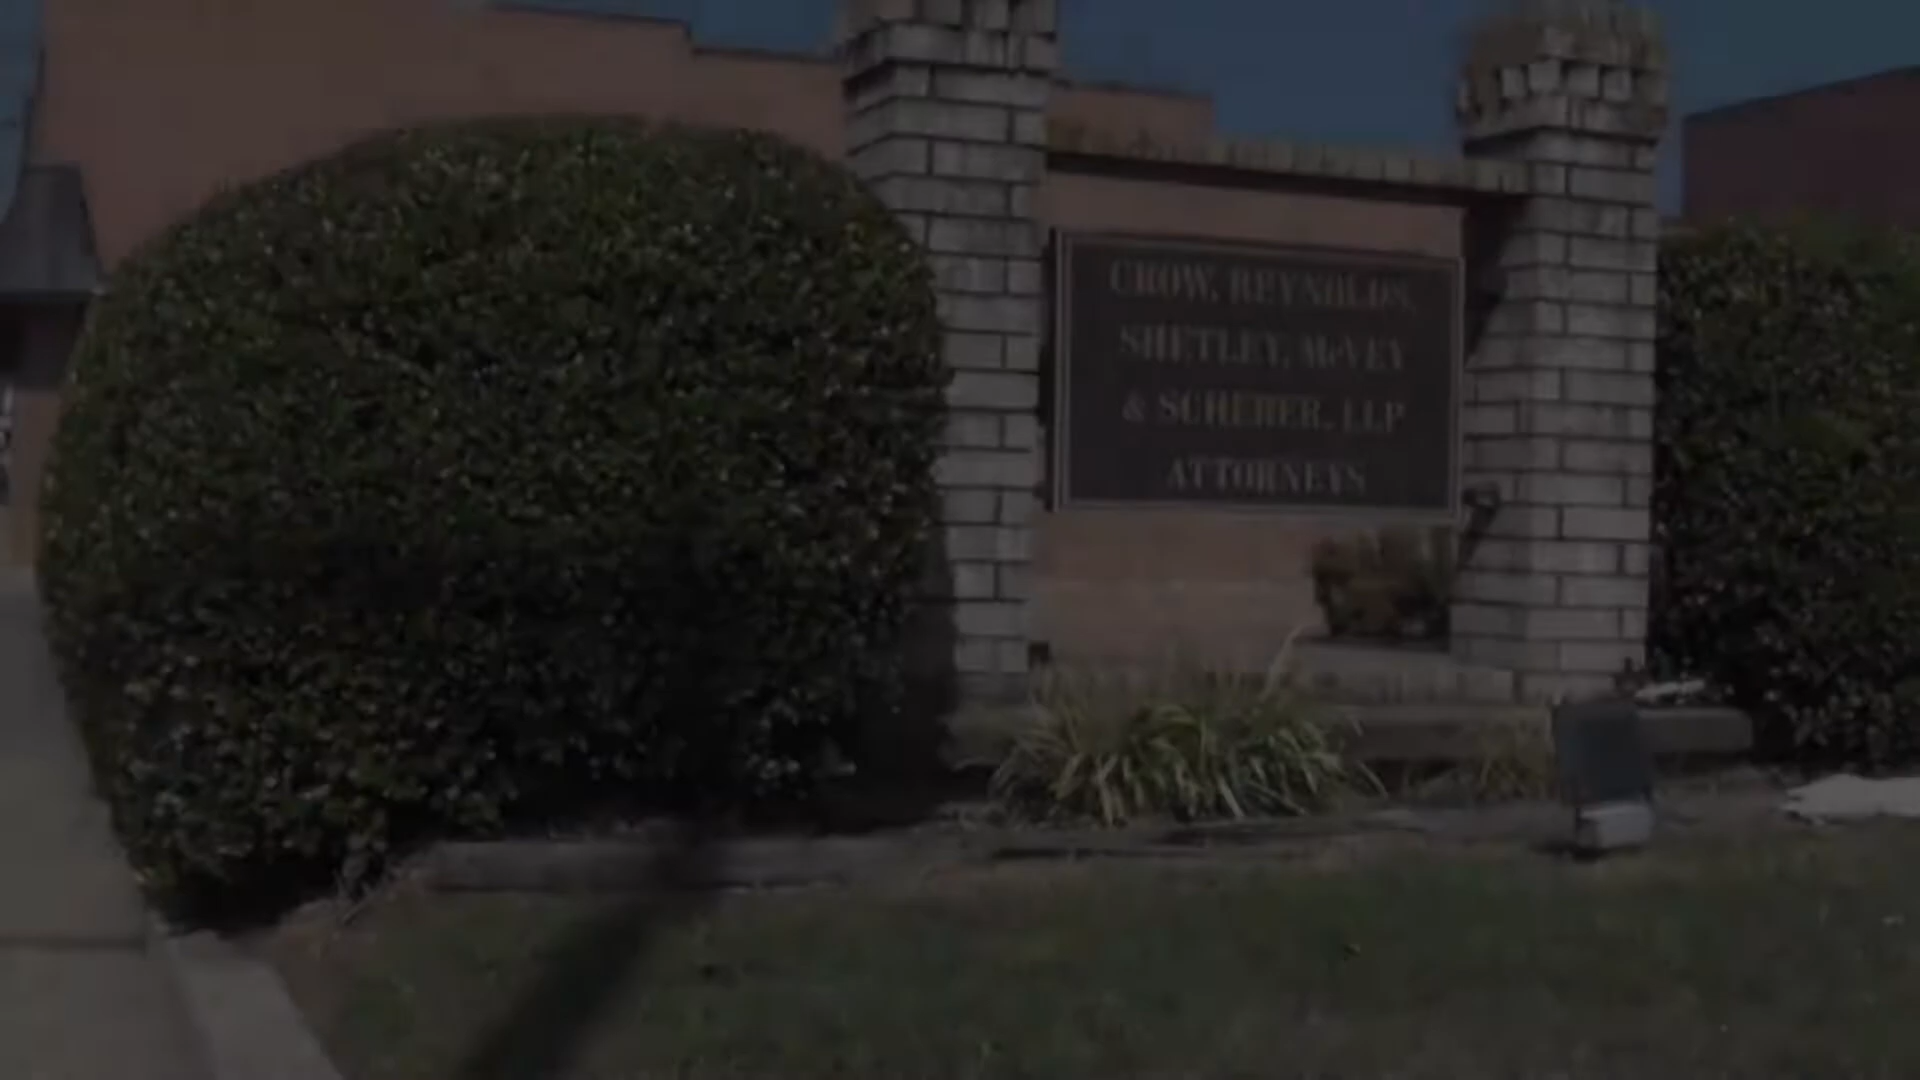 CROW, REYNOLDS,
SHETLEY, McVEY
& SCHERER, LLP
ATTORNEYS